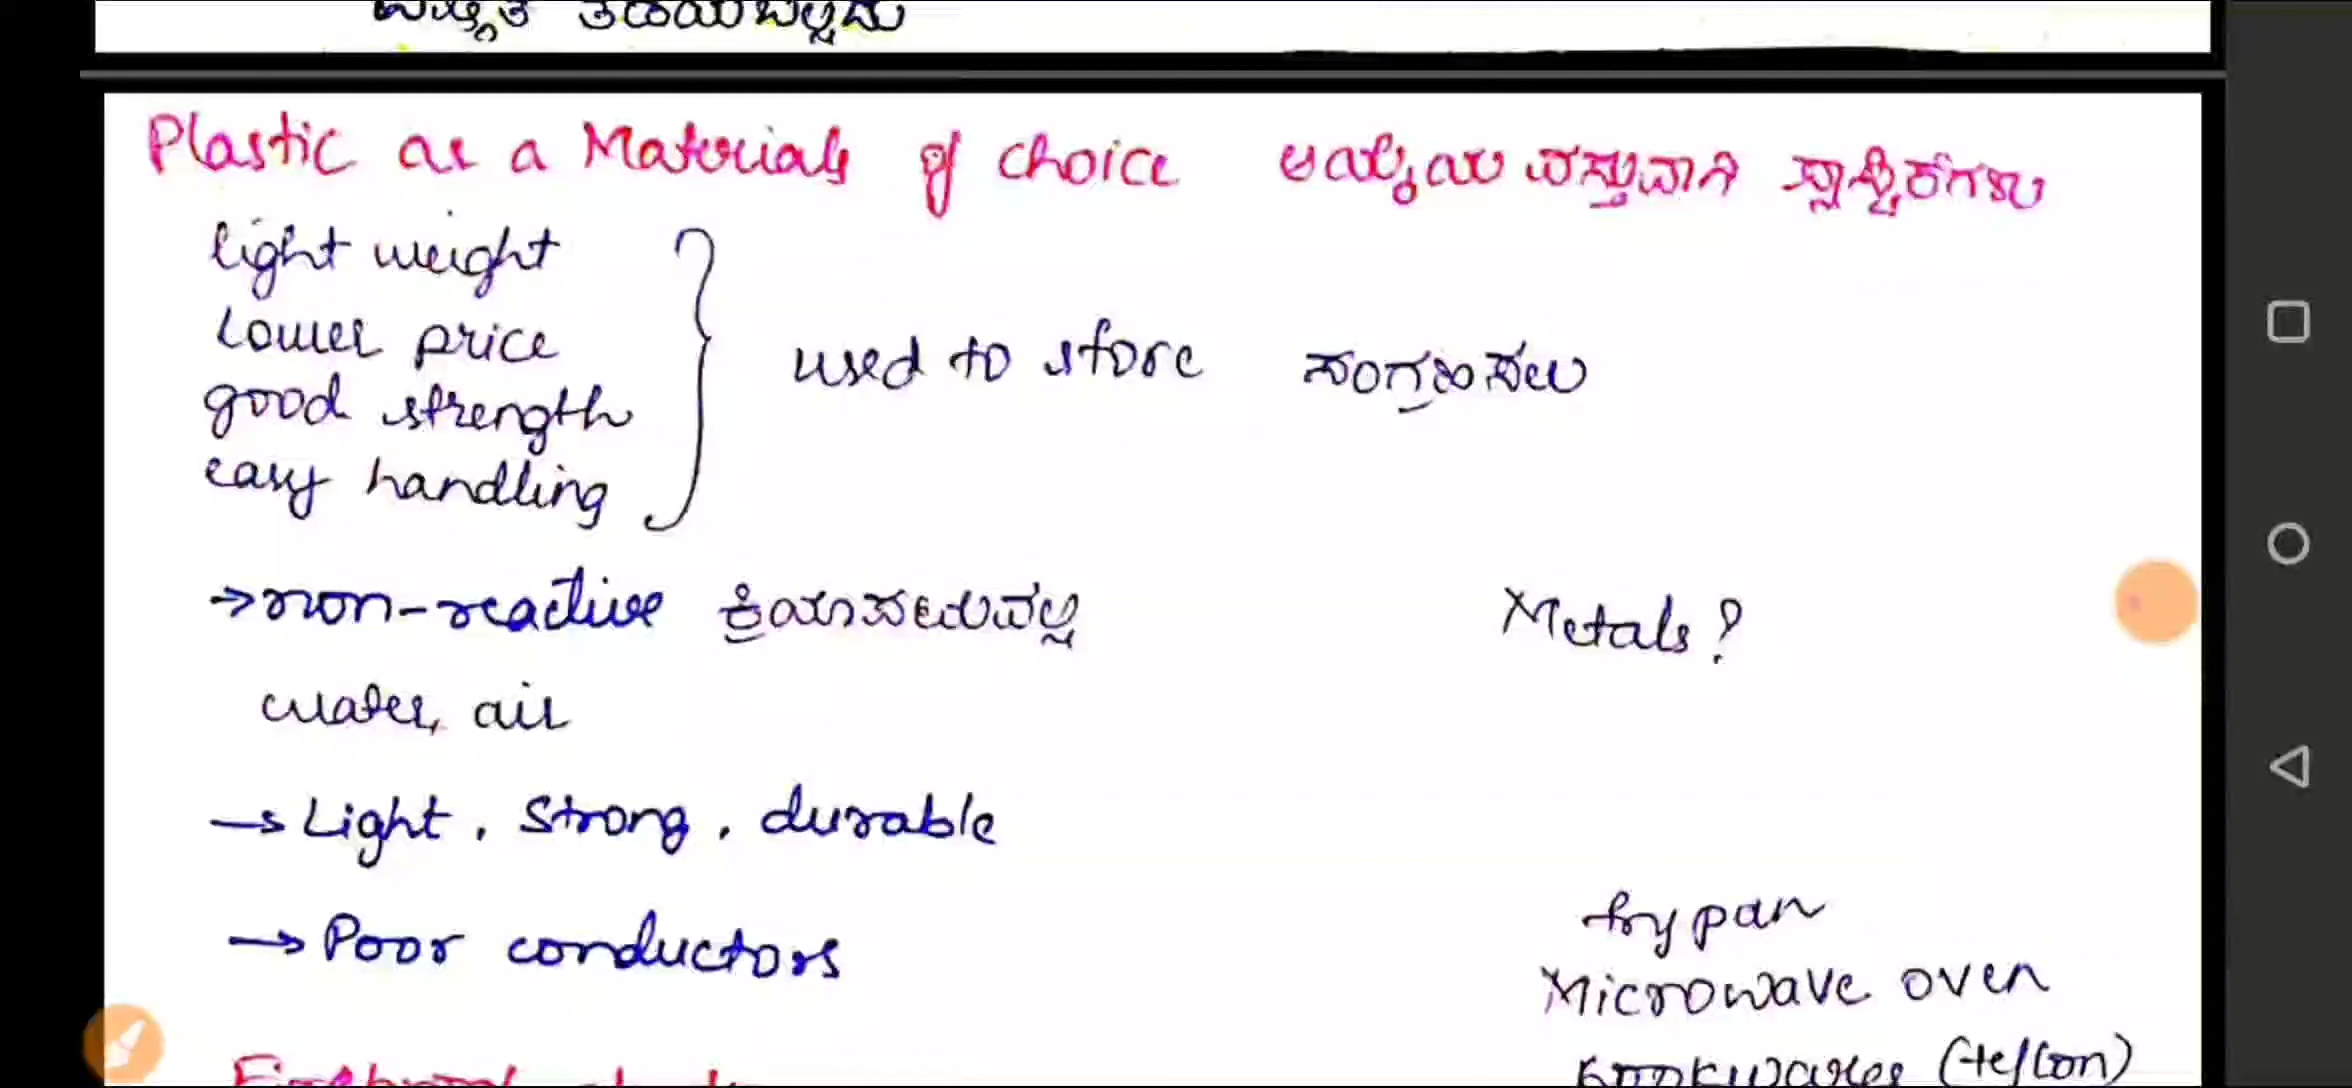 Plastic as a Materials of choice ಆಯ್ಕೆಯ ವಸ್ತುವಾಗಿ ಪ್ಲಾಸ್ಟಿಕ್‌ಗಳು
light weight
Lower price
good strength
easy handling
used to store ಸಂಗ್ರಹಿಸಲು
→ non-reactive ಕ್ರಿಯಾಶೀಲವಲ್ಲ
Metals?
water, air
→ Light, Strong, durable
→ Poor conductors
fry pan
Microwave oven
cookwares (teflon)